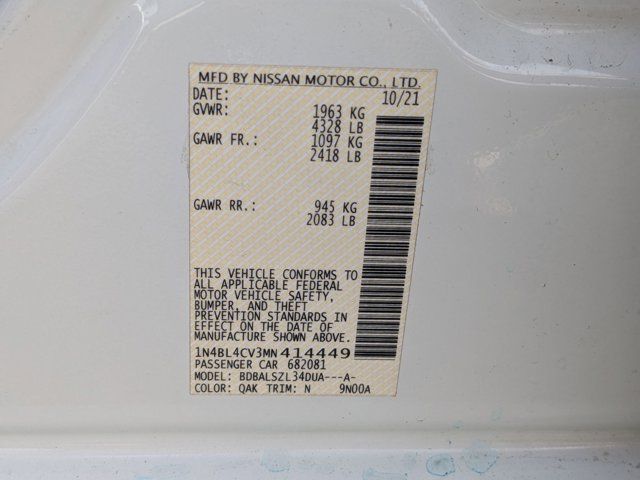 MFD BY NISSAN MOTOR CO., LTD.
DATE: 10/21
GVWR: 1963 KG
4328 LB
GAWR FR.: 1097 KG
2418 LB
GAWR RR.: 945 KG
2083 LB
THIS VEHICLE CONFORMS TO
ALL APPLICABLE FEDERAL
MOTOR VEHICLE SAFETY,
BUMPER, AND THEFT
PREVENTION STANDARDS IN
EFFECT ON THE DATE OF
MANUFACTURE SHOWN ABOVE.
1N4BL4CV3MN414449
PASSENGER CAR 682081
MODEL: BDBALSZL34DUA---A-
COLOR: QAK TRIM: N 9N00A